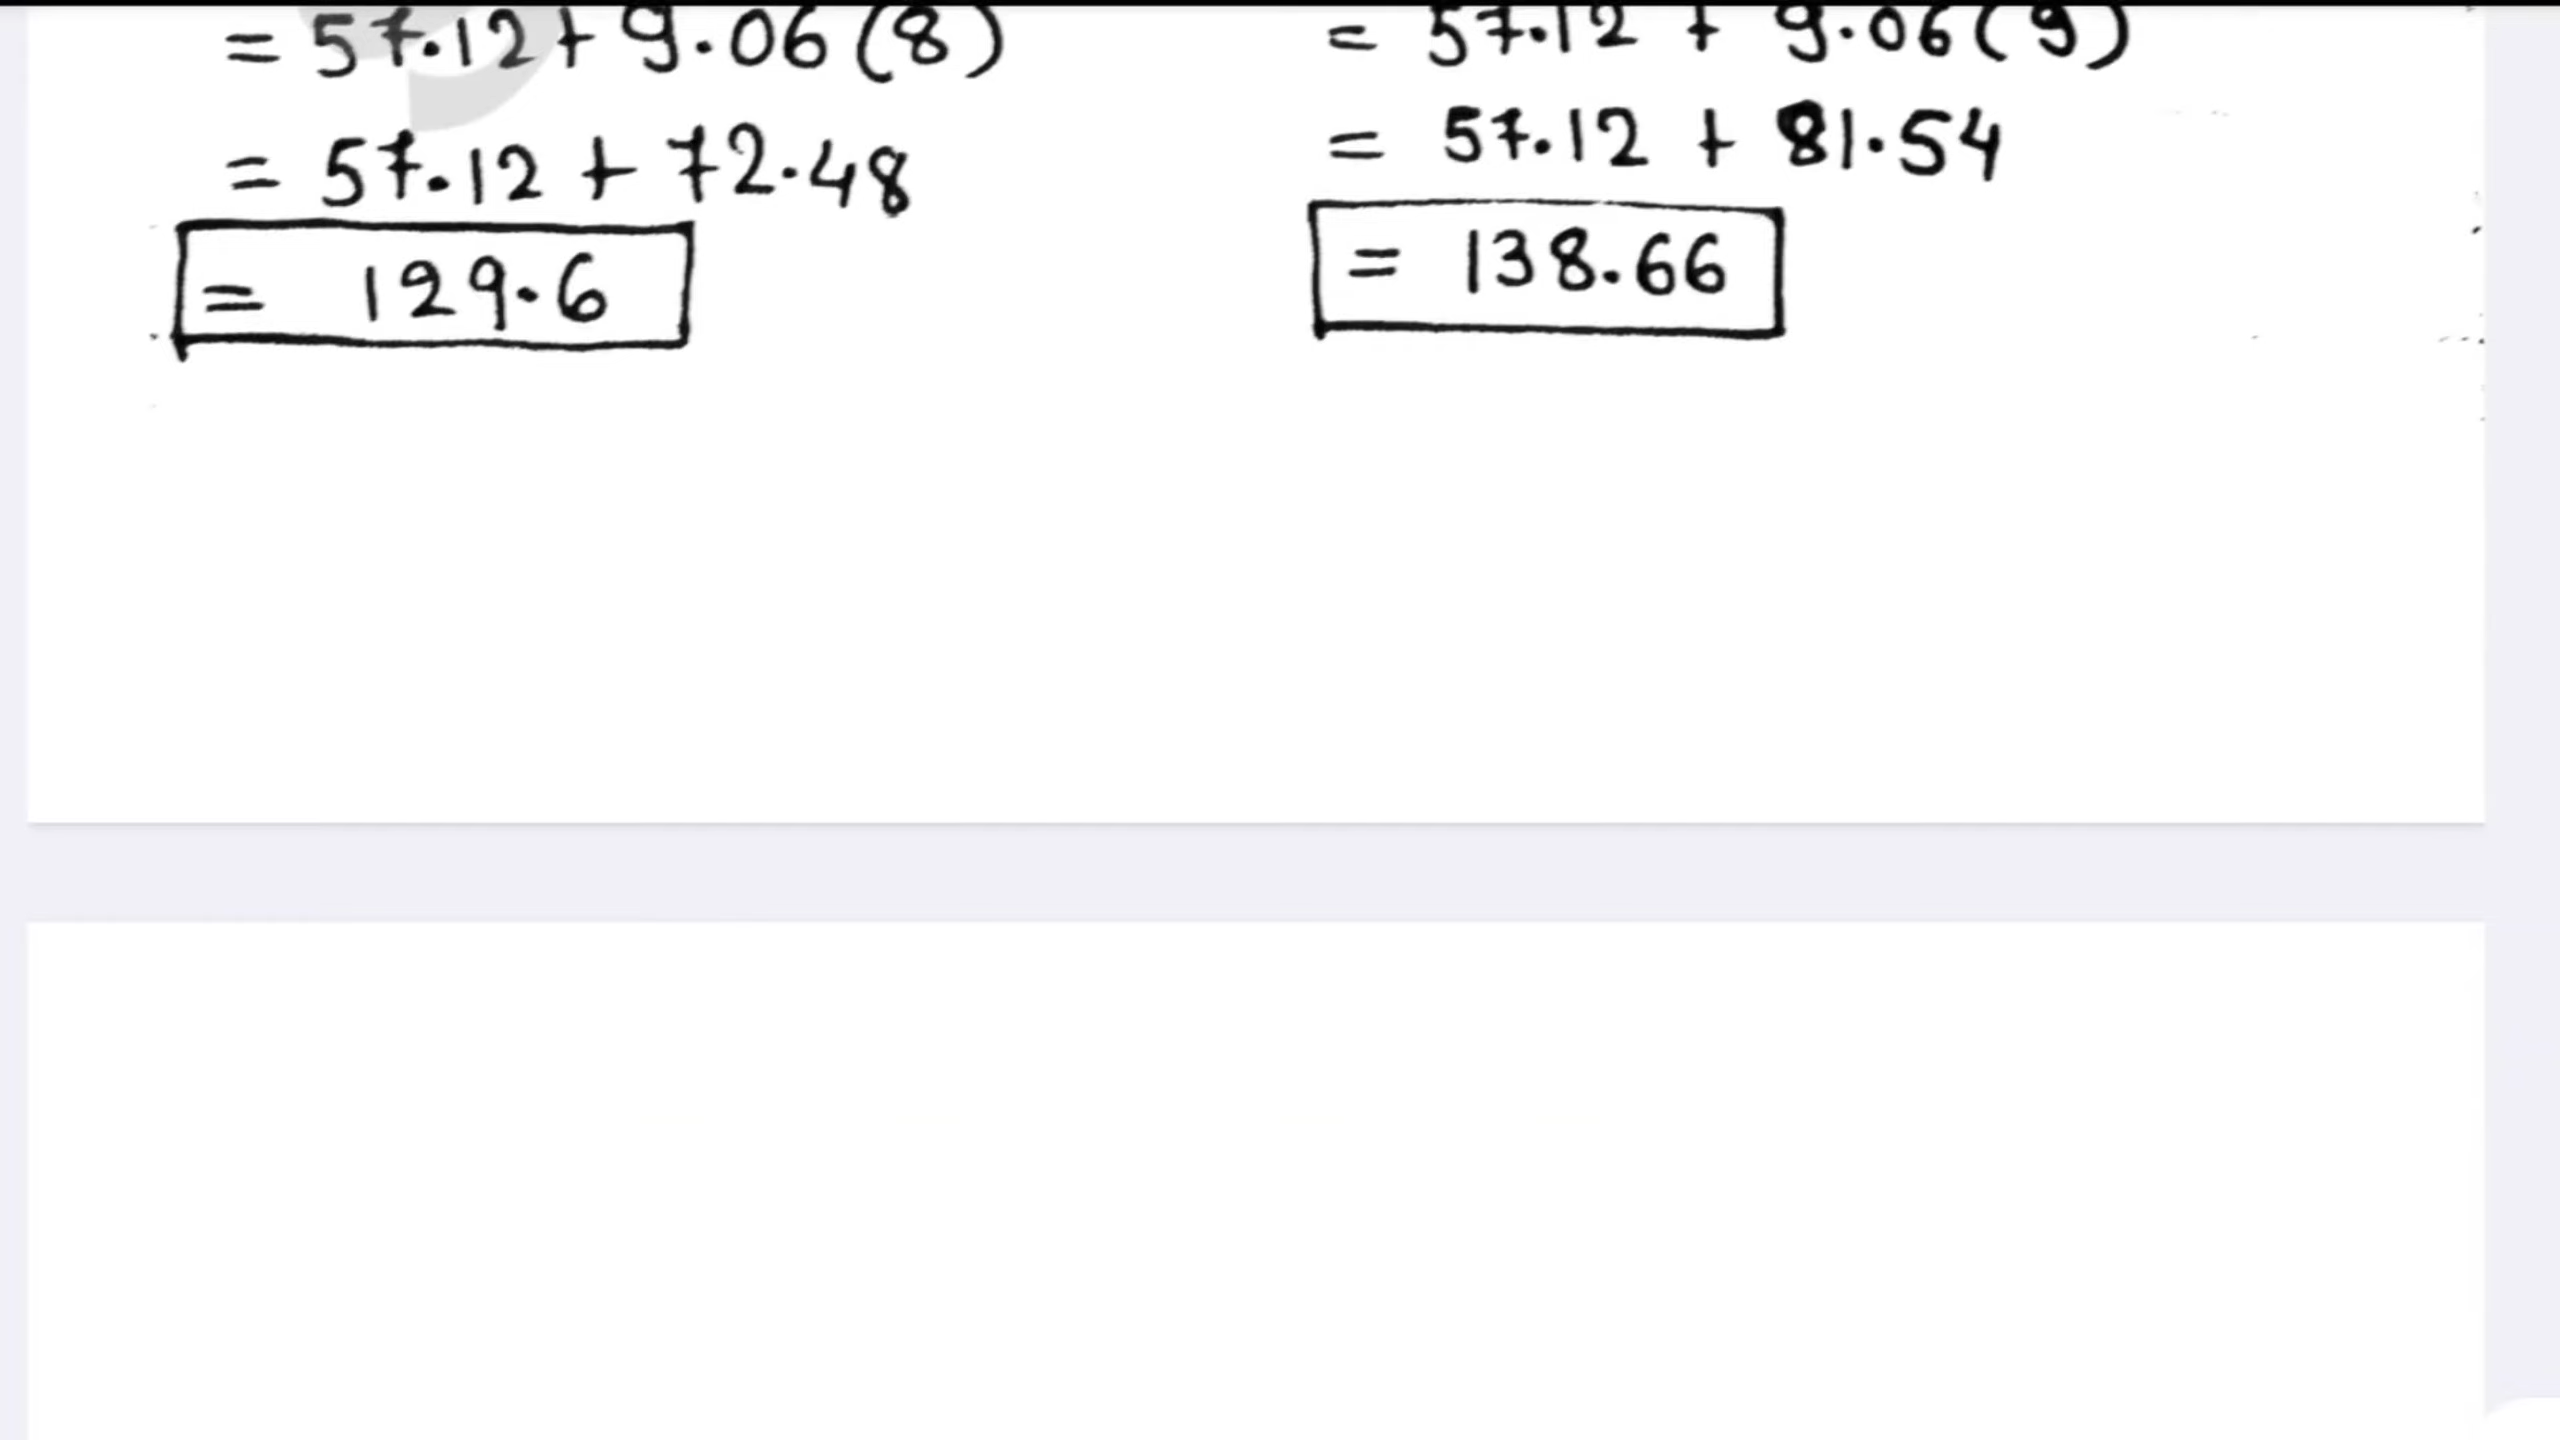 = 57.12 + 9.06 (8)
= 57.12 + 72.48
= 129.6
= 57.12 + 9.06 (9)
= 57.12 + 81.54
= 138.66